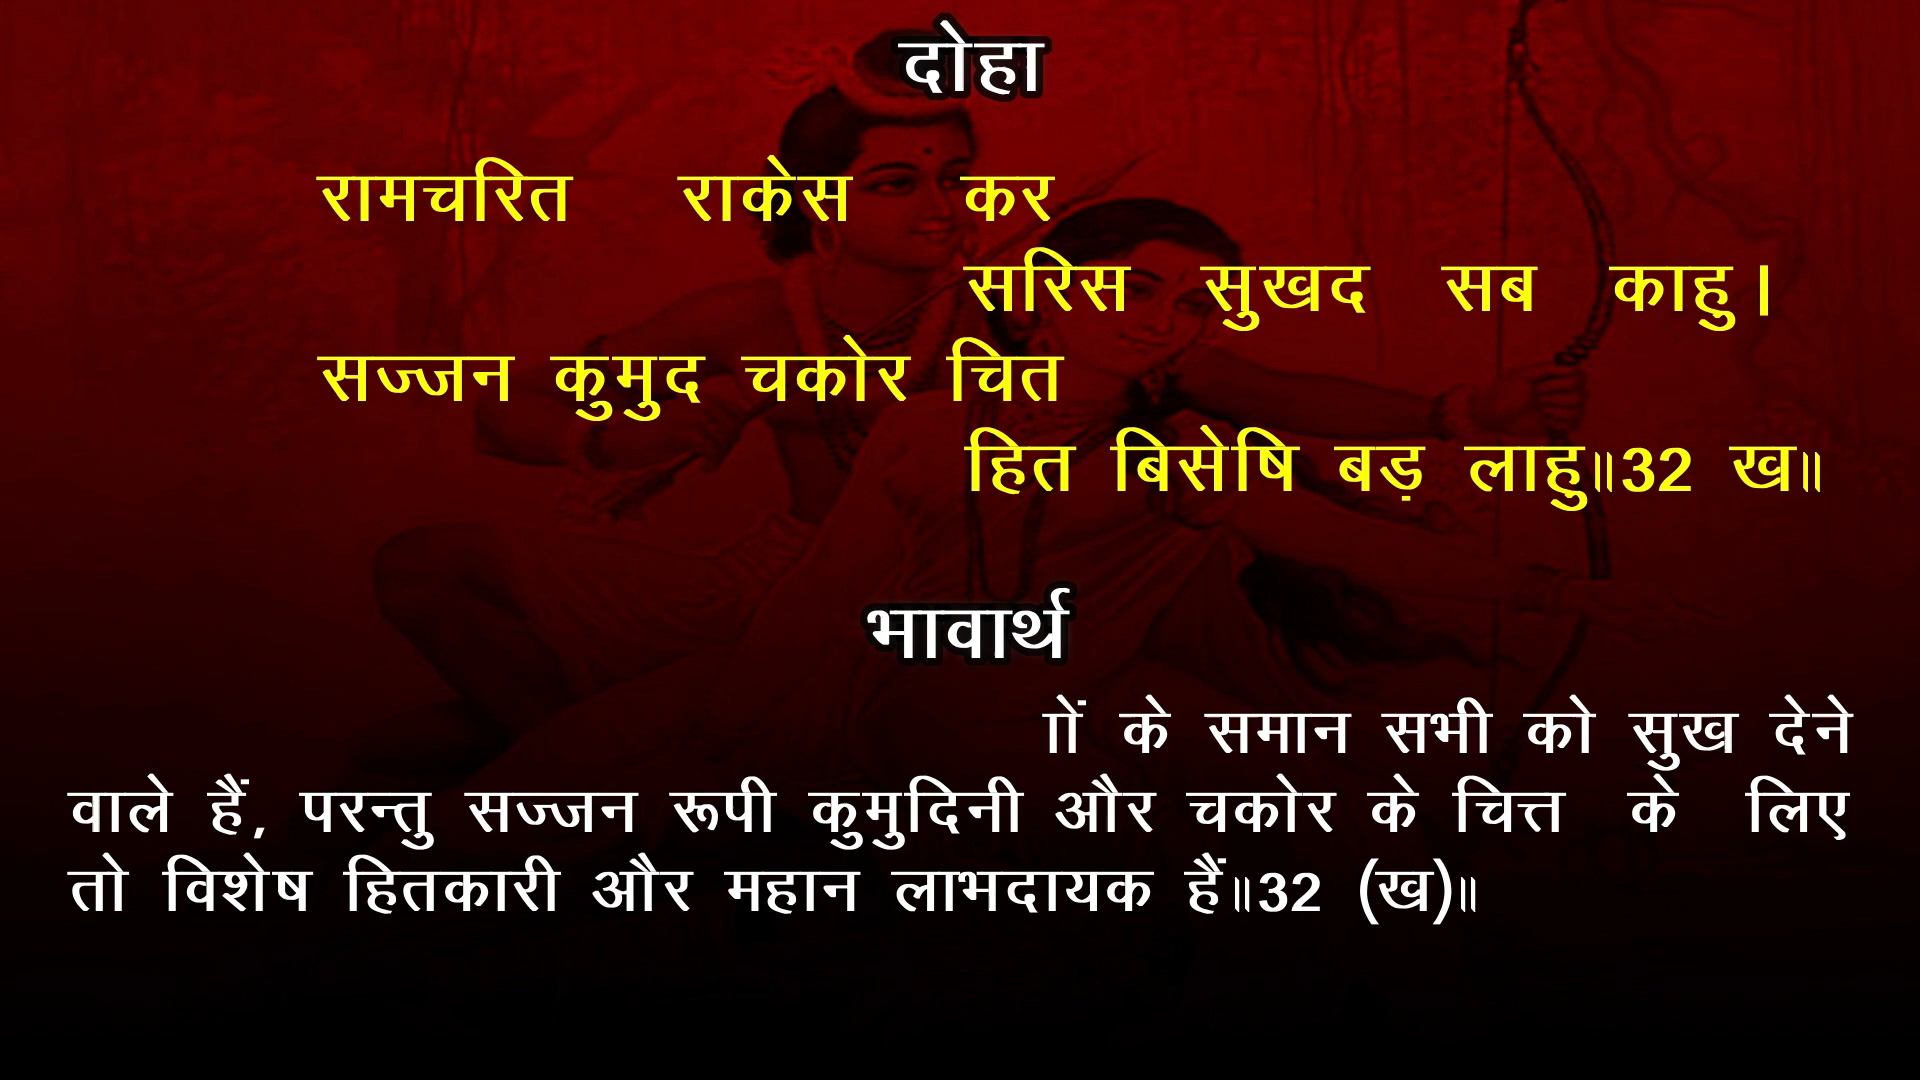 दोहा
रामचरित राकेस कर
सरिस सुखद सब काहु।
सज्जन कुमुद चकोर चित
हित बिसेषि बड़ लाहु॥32 ख॥
भावार्थ
के समान सभी को सुख देने
वाले हैं, परन्तु सज्जन रूपी कुमुदिनी और चकोर के चित्त के लिए
तो विशेष हितकारी और महान लाभदायक हैं॥32 (ख)॥